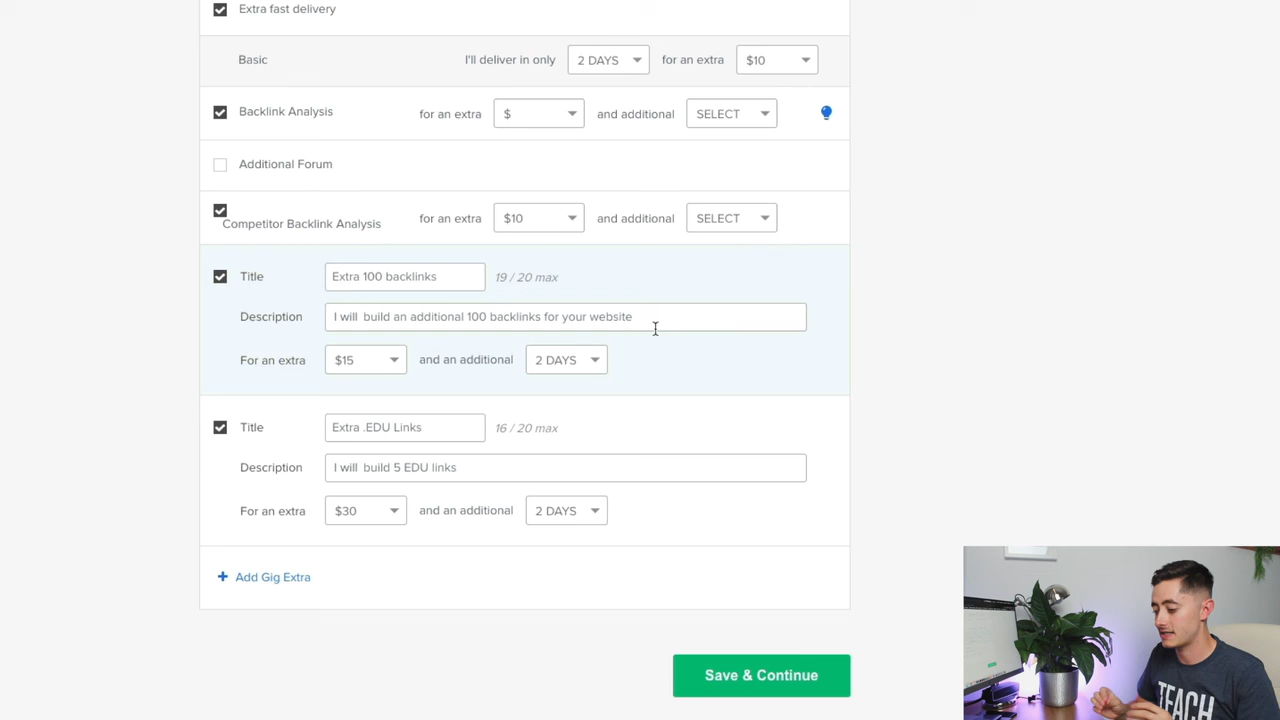 Extra fast delivery
Basic I'll deliver in only 2 DAYS for an extra $10
Backlink Analysis for an extra $ and additional SELECT
Additional Forum
Competitor Backlink Analysis for an extra $10 and additional SELECT
Title Extra 100 backlinks 19 / 20 max
Description I will build an additional 100 backlinks for your website
For an extra $15 and an additional 2 DAYS
Title Extra .EDU Links 16 / 20 max
Description I will build 5 EDU links
For an extra $30 and an additional 2 DAYS
+ Add Gig Extra
Save & Continue
TEACH